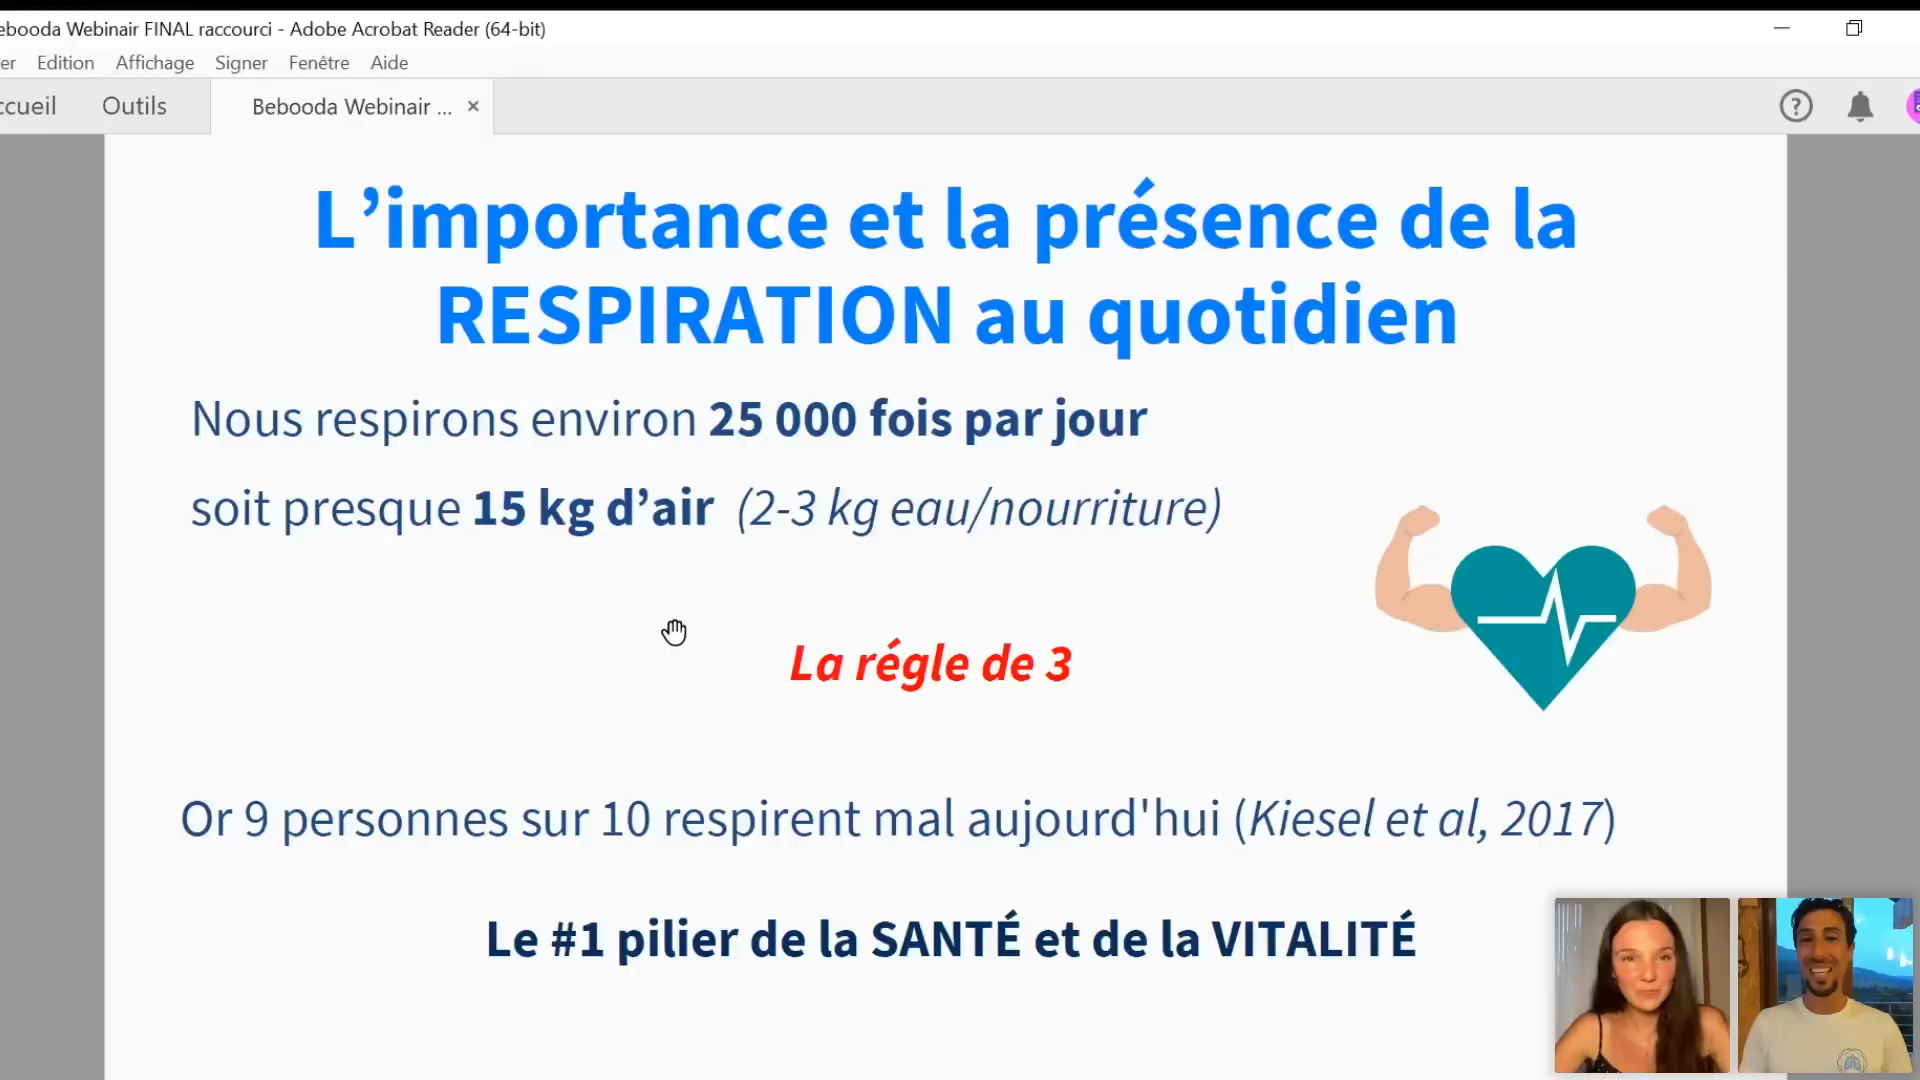 ebooda Webinair FINAL raccourci - Adobe Acrobat Reader (64-bit)
er Edition Affichage Signer Fenêtre Aide
ccueil Outils Bebooda Webinair ... ×
L’importance et la présence de la
RESPIRATION au quotidien
Nous respirons environ 25 000 fois par jour
soit presque 15 kg d’air (2-3 kg eau/nourriture)
La régle de 3
Or 9 personnes sur 10 respirent mal aujourd'hui (Kiesel et al, 2017)
Le #1 pilier de la SANTÉ et de la VITALITÉ